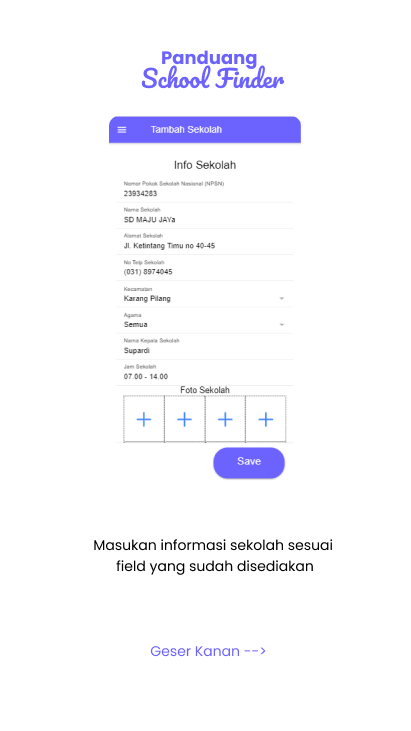 Panduang
School Finder
Tambah Sekolah
Info Sekolah
Nomor Pokok Sekolah Nasional (NPSN)
23934283
Nama Sekolah
SD MAJU JAYa
Alamat Sekolah
Jl. Ketintang Timu no 40-45
No Telp Sekolah
(031) 8974045
Kecamatan
Karang Pilang
Agama
Semua
Nama Kepala Sekolah
Supardi
Jam Sekolah
07.00 - 14.00
Foto Sekolah
+ + + +
Save
Masukan informasi sekolah sesuai
field yang sudah disediakan
Geser Kanan -->